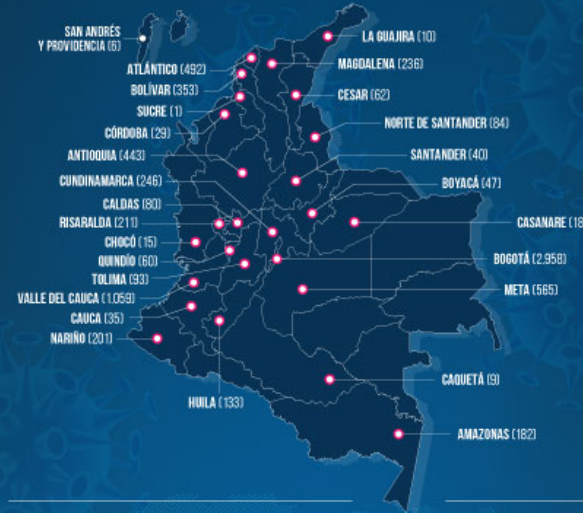 SAN ANDRÉS
Y PROVIDENCIA (6)
ATLÁNTICO (492)
BOLÍVAR (353)
SUCRE (1)
CÓRDOBA (29)
ANTIOQUIA (443)
CUNDINAMARCA (246)
CALDAS (80)
RISARALDA (211)
CHOCÓ (15)
QUINDÍO (60)
TOLIMA (93)
VALLE DEL CAUCA (1.059)
CAUCA (35)
NARIÑO (201)
HUILA (133)
LA GUAJIRA (10)
MAGDALENA (236)
CESAR (62)
NORTE DE SANTANDER (84)
SANTANDER (40)
BOYACÁ (47)
CASANARE (18
BOGOTÁ (2.958)
META (565)
CAQUETÁ (9)
AMAZONAS (182)